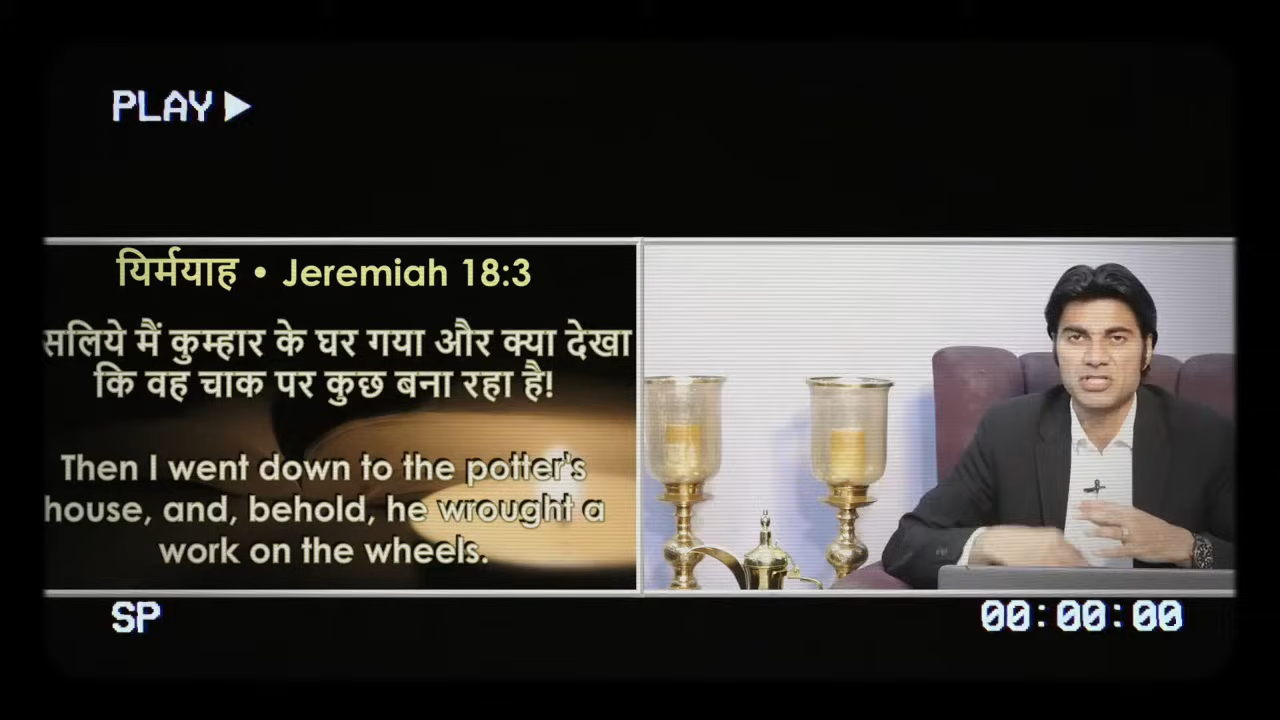 PLAY
यिर्मयाह • Jeremiah 18:3
सलिये मैं कुम्हार के घर गया और क्या देखा
कि वह चाक पर कुछ बना रहा है!
Then I went down to the potter's
house, and, behold, he wrought a
work on the wheels.
SP
00:00:00